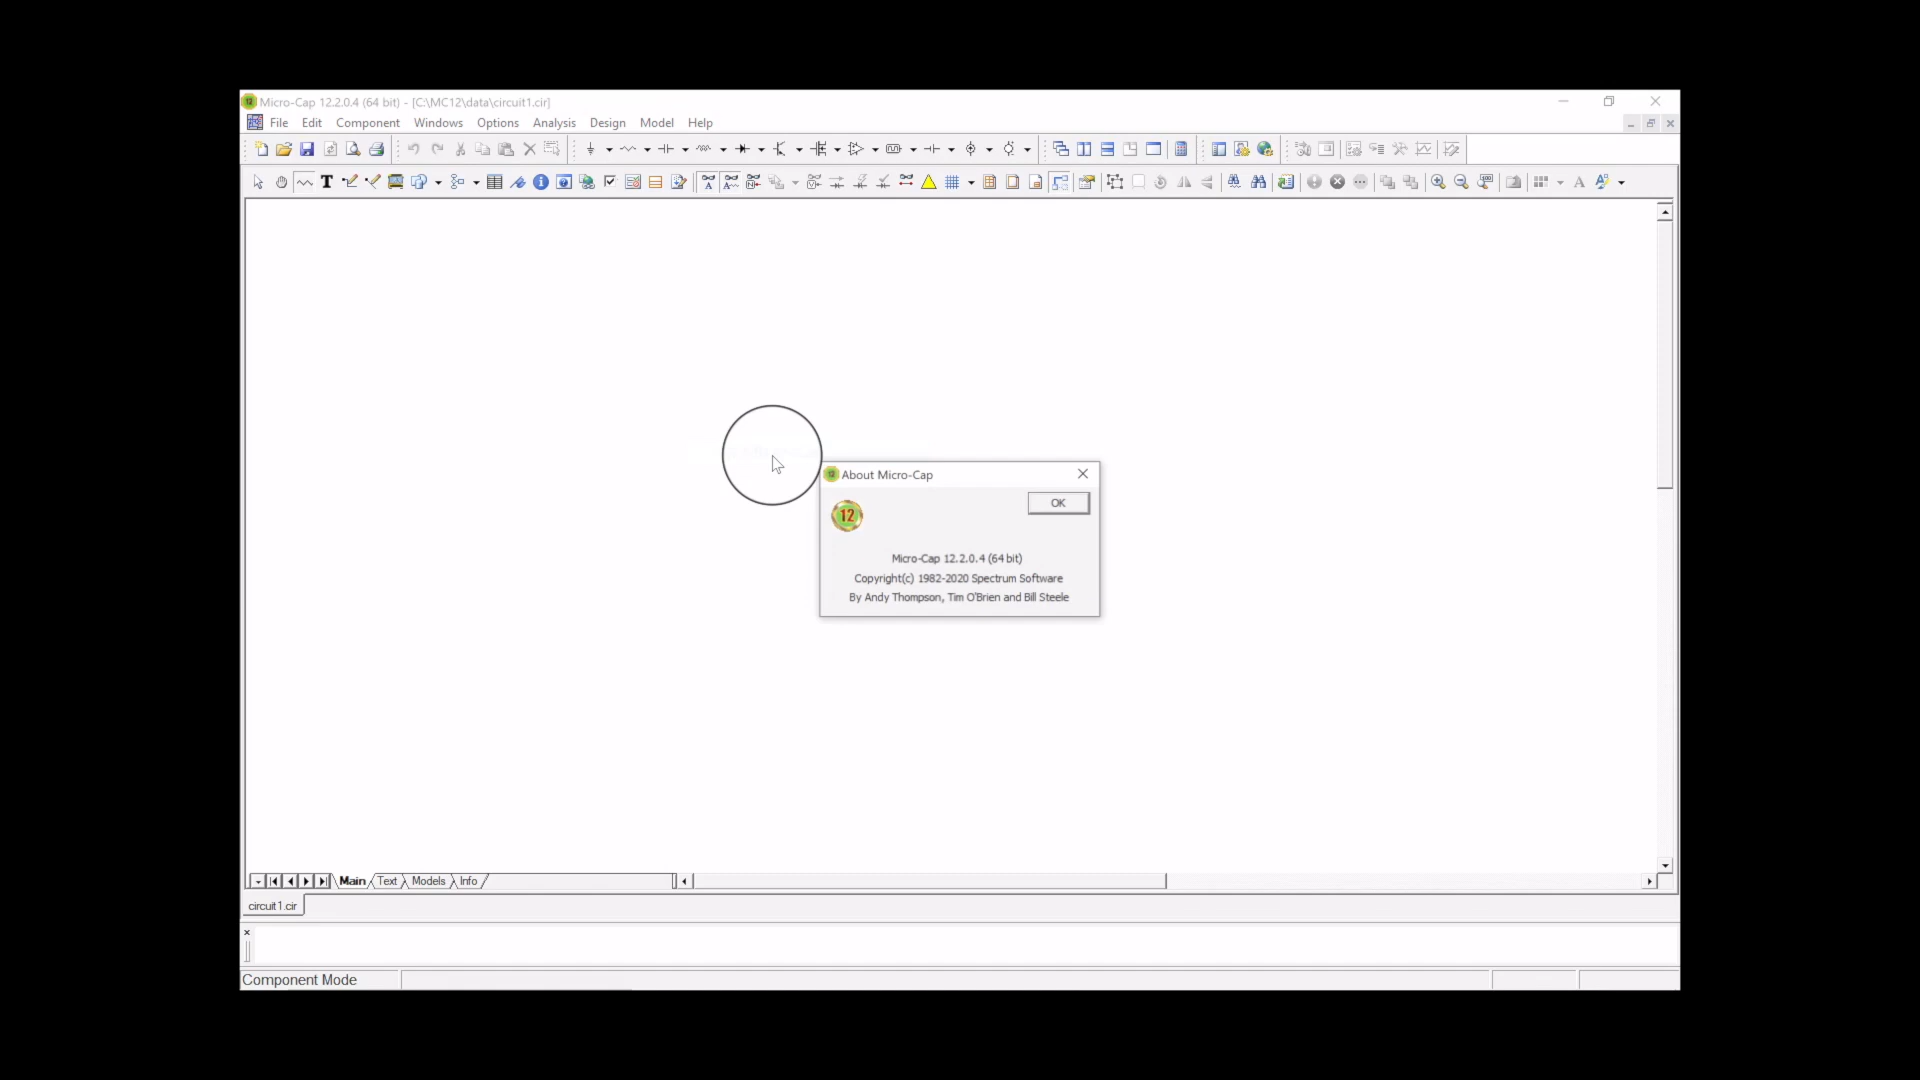 Micro-Cap 12.2.0.4 (64 bit) - [C:\MC12\data\circuit1.cir]
File Edit Component Windows Options Analysis Design Model Help
About Micro-Cap
OK
12
Micro-Cap 12.2.0.4 (64 bit)
Copyright(c) 1982-2020 Spectrum Software
By Andy Thompson, Tim O'Brien and Bill Steele
Main Text Models Info
circuit1.cir
Component Mode